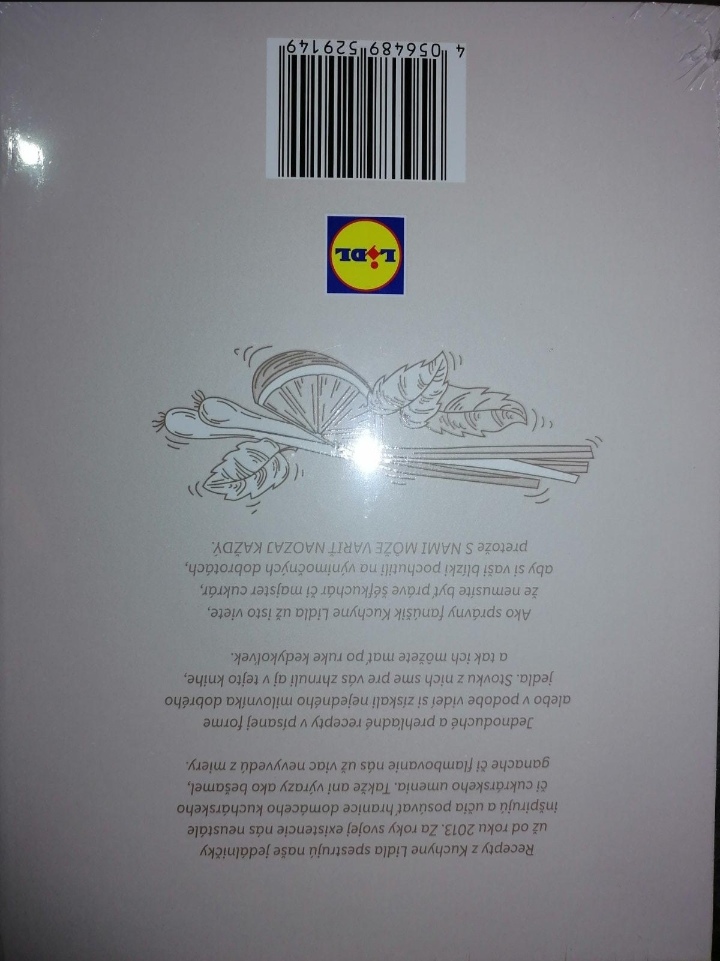 Recepty z Kuchyne Lidla spestrujú naše jedálničky
už od roku 2013. Za roky svojej existencie nás neustále
inšpirujú a učia posúvať hranice domáceho kuchárskeho
či cukrárskeho umenia. Takže ani výrazy ako bešamel,
ganache či flambovanie nás už viac nevyvedú z miery.
Jednoduché a prehľadné recepty v písanej forme
alebo v podobe videí si získali nejedného milovníka dobrého
jedla. Stovku z nich sme pre vás zhrnuli aj v tejto knihe,
a tak ich môžete mať po ruke kedykoľvek.
Ako správny fanúšik Kuchyne Lidla už isto viete,
že nemusíte byť práve šéfkuchár či majster cukrár,
aby si vaši blízki pochutili na výnimočných dobrotách,
pretože S NAMI MÔŽE VARIŤ NAOZAJ KAŽDÝ.
LIDL
4 056489 529149